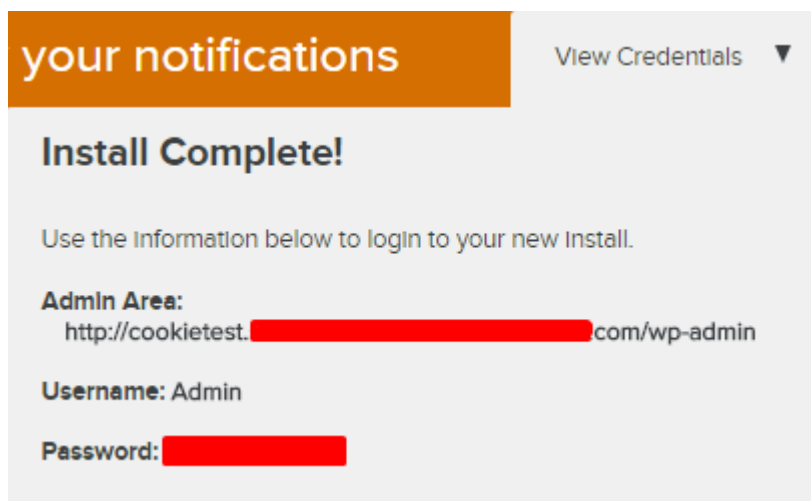 your notifications
View Credentials ▼
Install Complete!
Use the information below to login to your new install.
Admin Area:
http://cookietest. .com/wp-admin
Username: Admin
Password: